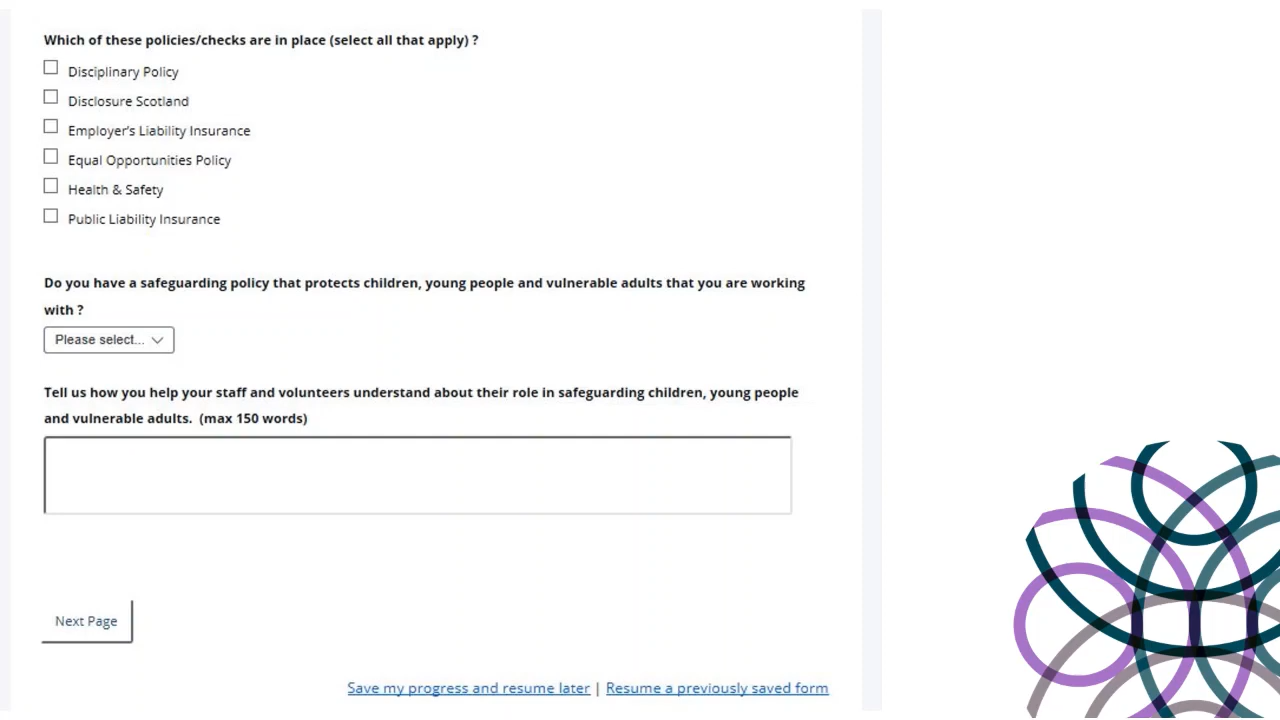 Which of these policies/checks are in place (select all that apply) ?
Disciplinary Policy
Disclosure Scotland
Employer's Liability Insurance
Equal Opportunities Policy
Health & Safety
Public Liability Insurance
Do you have a safeguarding policy that protects children, young people and vulnerable adults that you are working
with ?
Please select...
Tell us how you help your staff and volunteers understand about their role in safeguarding children, young people
and vulnerable adults. (max 150 words)
Next Page
Save my progress and resume later | Resume a previously saved form